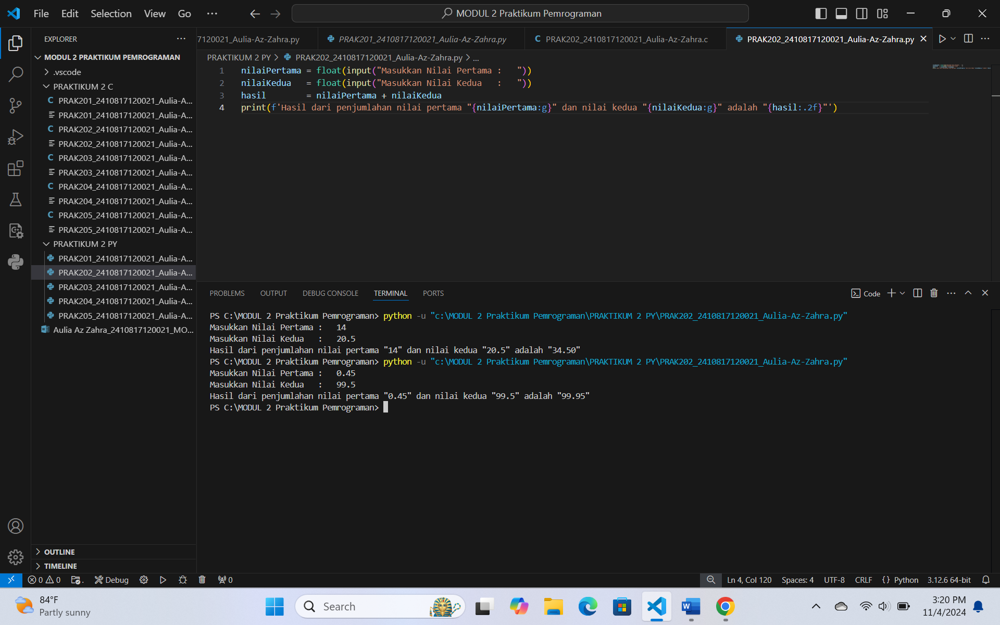 File Edit Selection View Go ···
MODUL 2 Praktikum Pemrograman
EXPLORER ···
7120021_Aulia-Az-Zahra.py
PRAK201_2410817120021_Aulia-Az-Zahra.py
PRAK202_2410817120021_Aulia-Az-Zahra.c
PRAK202_2410817120021_Aulia-Az-Zahra.py
PRAKTIKUM 2 PY > PRAK202_2410817120021_Aulia-Az-Zahra.py > ...
MODUL 2 PRAKTIKUM PEMROGRAMAN
.vscode
PRAKTIKUM 2 C
C PRAK201_2410817120021_Aulia-A...
PRAK201_2410817120021_Aulia-A...
C PRAK202_2410817120021_Aulia-A...
PRAK202_2410817120021_Aulia-A...
C PRAK203_2410817120021_Aulia-A...
PRAK203_2410817120021_Aulia-A...
C PRAK204_2410817120021_Aulia-A...
PRAK204_2410817120021_Aulia-A...
C PRAK205_2410817120021_Aulia-A...
PRAK205_2410817120021_Aulia-A...
PRAKTIKUM 2 PY
PRAK201_2410817120021_Aulia-A...
PRAK202_2410817120021_Aulia-A...
PRAK203_2410817120021_Aulia-A...
PRAK204_2410817120021_Aulia-A...
PRAK205_2410817120021_Aulia-A...
Aulia Az Zahra_2410817120021_MO...
OUTLINE
TIMELINE
1 nilaiPertama = float(input("Masukkan Nilai Pertama :   "))
2 nilaiKedua   = float(input("Masukkan Nilai Kedua   :   "))
3 hasil        = nilaiPertama + nilaiKedua
4 print(f'Hasil dari penjumlahan nilai pertama "{nilaiPertama:g}" dan nilai kedua "{nilaiKedua:g}" adalah "{hasil:.2f}"')
PROBLEMS OUTPUT DEBUG CONSOLE TERMINAL PORTS
Code
PS C:\MODUL 2 Praktikum Pemrograman> python -u "c:\MODUL 2 Praktikum Pemrograman\PRAKTIKUM 2 PY\PRAK202_2410817120021_Aulia-Az-Zahra.py"
Masukkan Nilai Pertama :   14
Masukkan Nilai Kedua   :   20.5
Hasil dari penjumlahan nilai pertama "14" dan nilai kedua "20.5" adalah "34.50"
PS C:\MODUL 2 Praktikum Pemrograman> python -u "c:\MODUL 2 Praktikum Pemrograman\PRAKTIKUM 2 PY\PRAK202_2410817120021_Aulia-Az-Zahra.py"
Masukkan Nilai Pertama :   0.45
Masukkan Nilai Kedua   :   99.5
Hasil dari penjumlahan nilai pertama "0.45" dan nilai kedua "99.5" adalah "99.95"
PS C:\MODUL 2 Praktikum Pemrograman>
0 0 Debug 0
Ln 4, Col 120 Spaces: 4 UTF-8 CRLF {} Python 3.12.6 64-bit
84°F
Partly sunny
Search
3:20 PM
11/4/2024